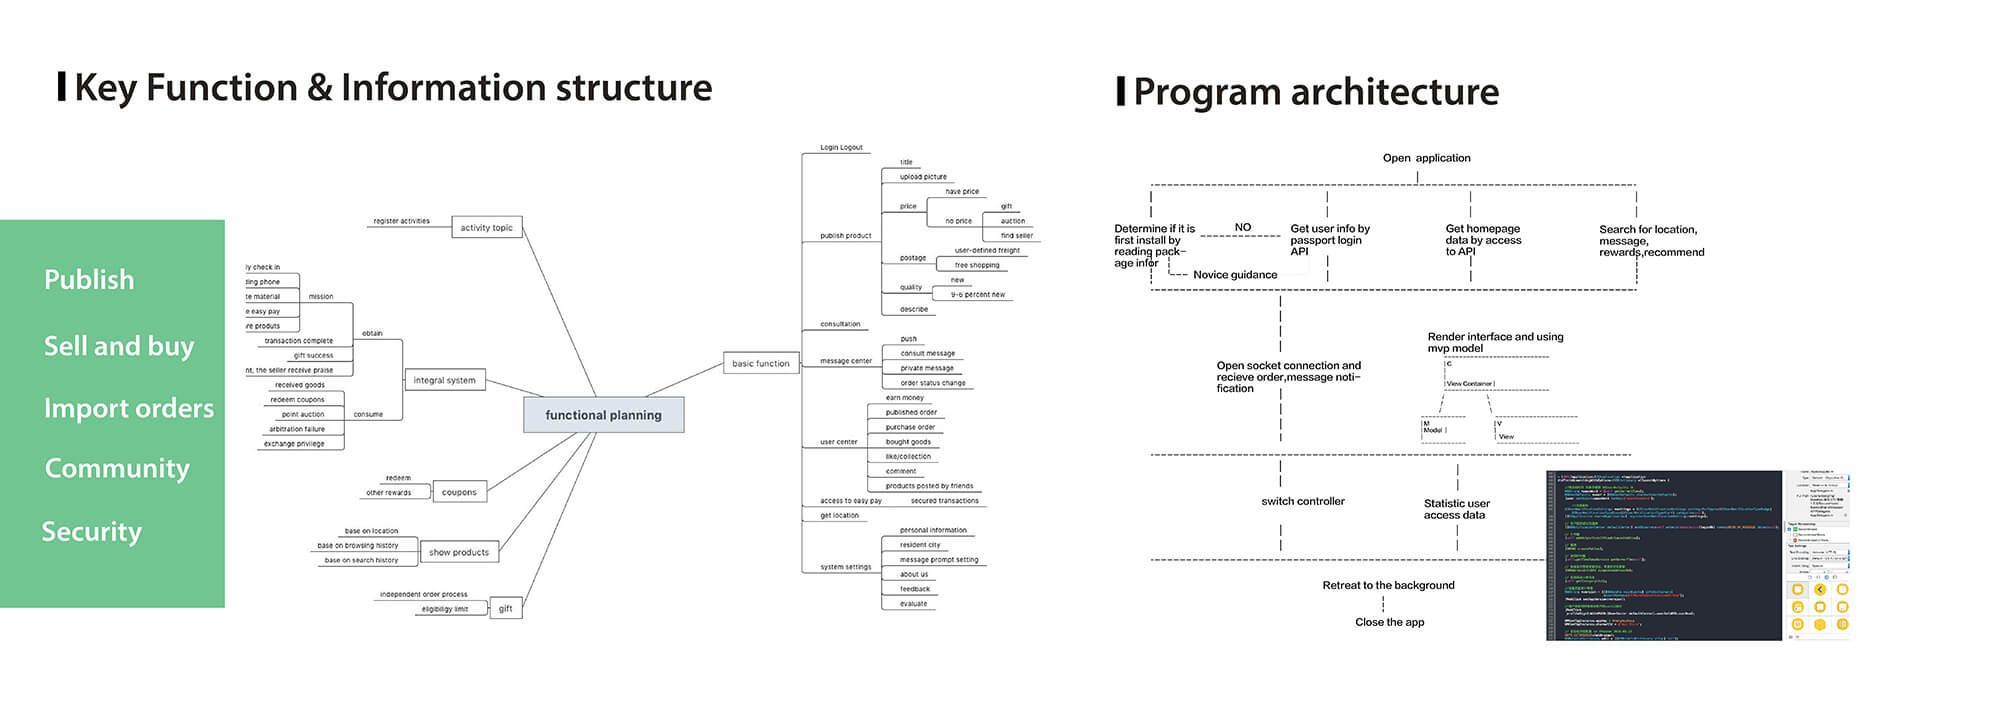 Key Function & Information structure
Publish
Sell and buy
Import orders
Community
Security
register activities
activity topic
ly check in
ding phone
te material
e easy pay
are produts
mission
transaction complete
gift success
nt, the seller receive praise
obtain
received goods
redeem coupons
point auction
arbitration failure
exchange privilege
consume
integral system
redeem
other rewards
coupons
base on location
base on browsing history
base on search history
show products
independent order process
eligibility limit
gift
functional planning
basic function
Login Logout
publish product
title
upload picture
price
have price
no price
gift
auction
find seller
postage
user-defined freight
free shopping
quality
new
9-6 percent new
describe
consultation
message center
push
consult message
private message
order status change
user center
earn money
published order
purchase order
bought goods
like/collection
comment
products posted by friends
access to easy pay
secured transactions
get location
system settings
personal information
resident city
message prompt setting
about us
feedback
evaluate
Program architecture
Open application
Determine if it is
first install by
reading pack-
age infor
NO
Novice guidance
Get user info by
passport login
API
Get homepage
data by access
to API
Search for location,
message,
rewards,recommend
Open socket connection and
recieve order,message noti-
fication
Render interface and using
mvp model
C
View Container
M
Model
V
View
switch controller
Statistic user
access data
Retreat to the background
Close the app